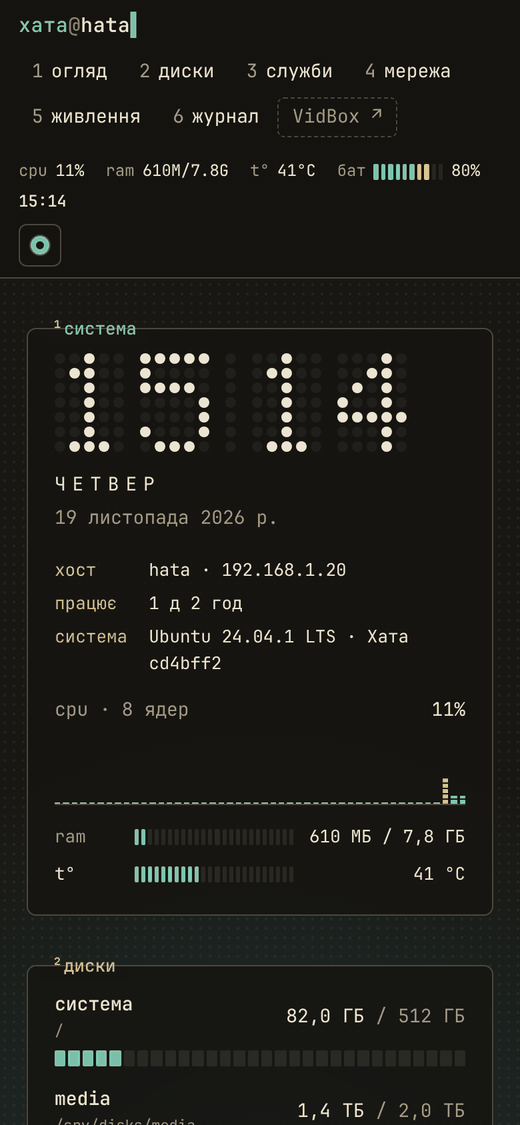 хата@hata
1 огляд 2 диски 3 служби 4 мережа
5 живлення 6 журнал VidBox ↗
cpu 11% ram 610M/7.8G t° 41°C бат 80%
15:14
1 система
15 14
ЧЕТВЕР
19 листопада 2026 р.
хост hata · 192.168.1.20
працює 1 д 2 год
система Ubuntu 24.04.1 LTS · Хата
cd4bff2
cpu · 8 ядер 11%
ram 610 МБ / 7,8 ГБ
t° 41 °C
2 диски
система 82,0 ГБ / 512 ГБ
/
media 1,4 ТБ / 2,0 ТБ
/srv/disks/media